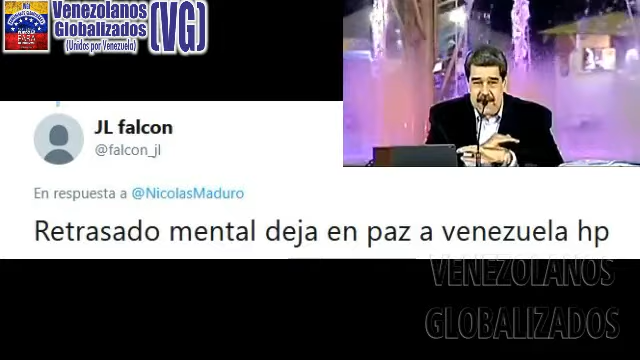 Venezolanos
Globalizados
(Unidos por Venezuela)
(VG)
JL falcon
@falcon_jl
En respuesta a @NicolasMaduro
Retrasado mental deja en paz a venezuela hp
VENEZOLANOS
GLOBALIZADOS